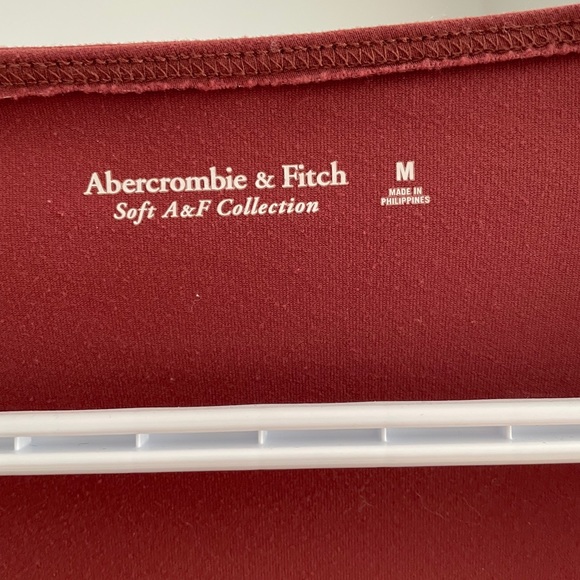 Abercrombie & Fitch
Soft A&F Collection
M
MADE IN
PHILIPPINES